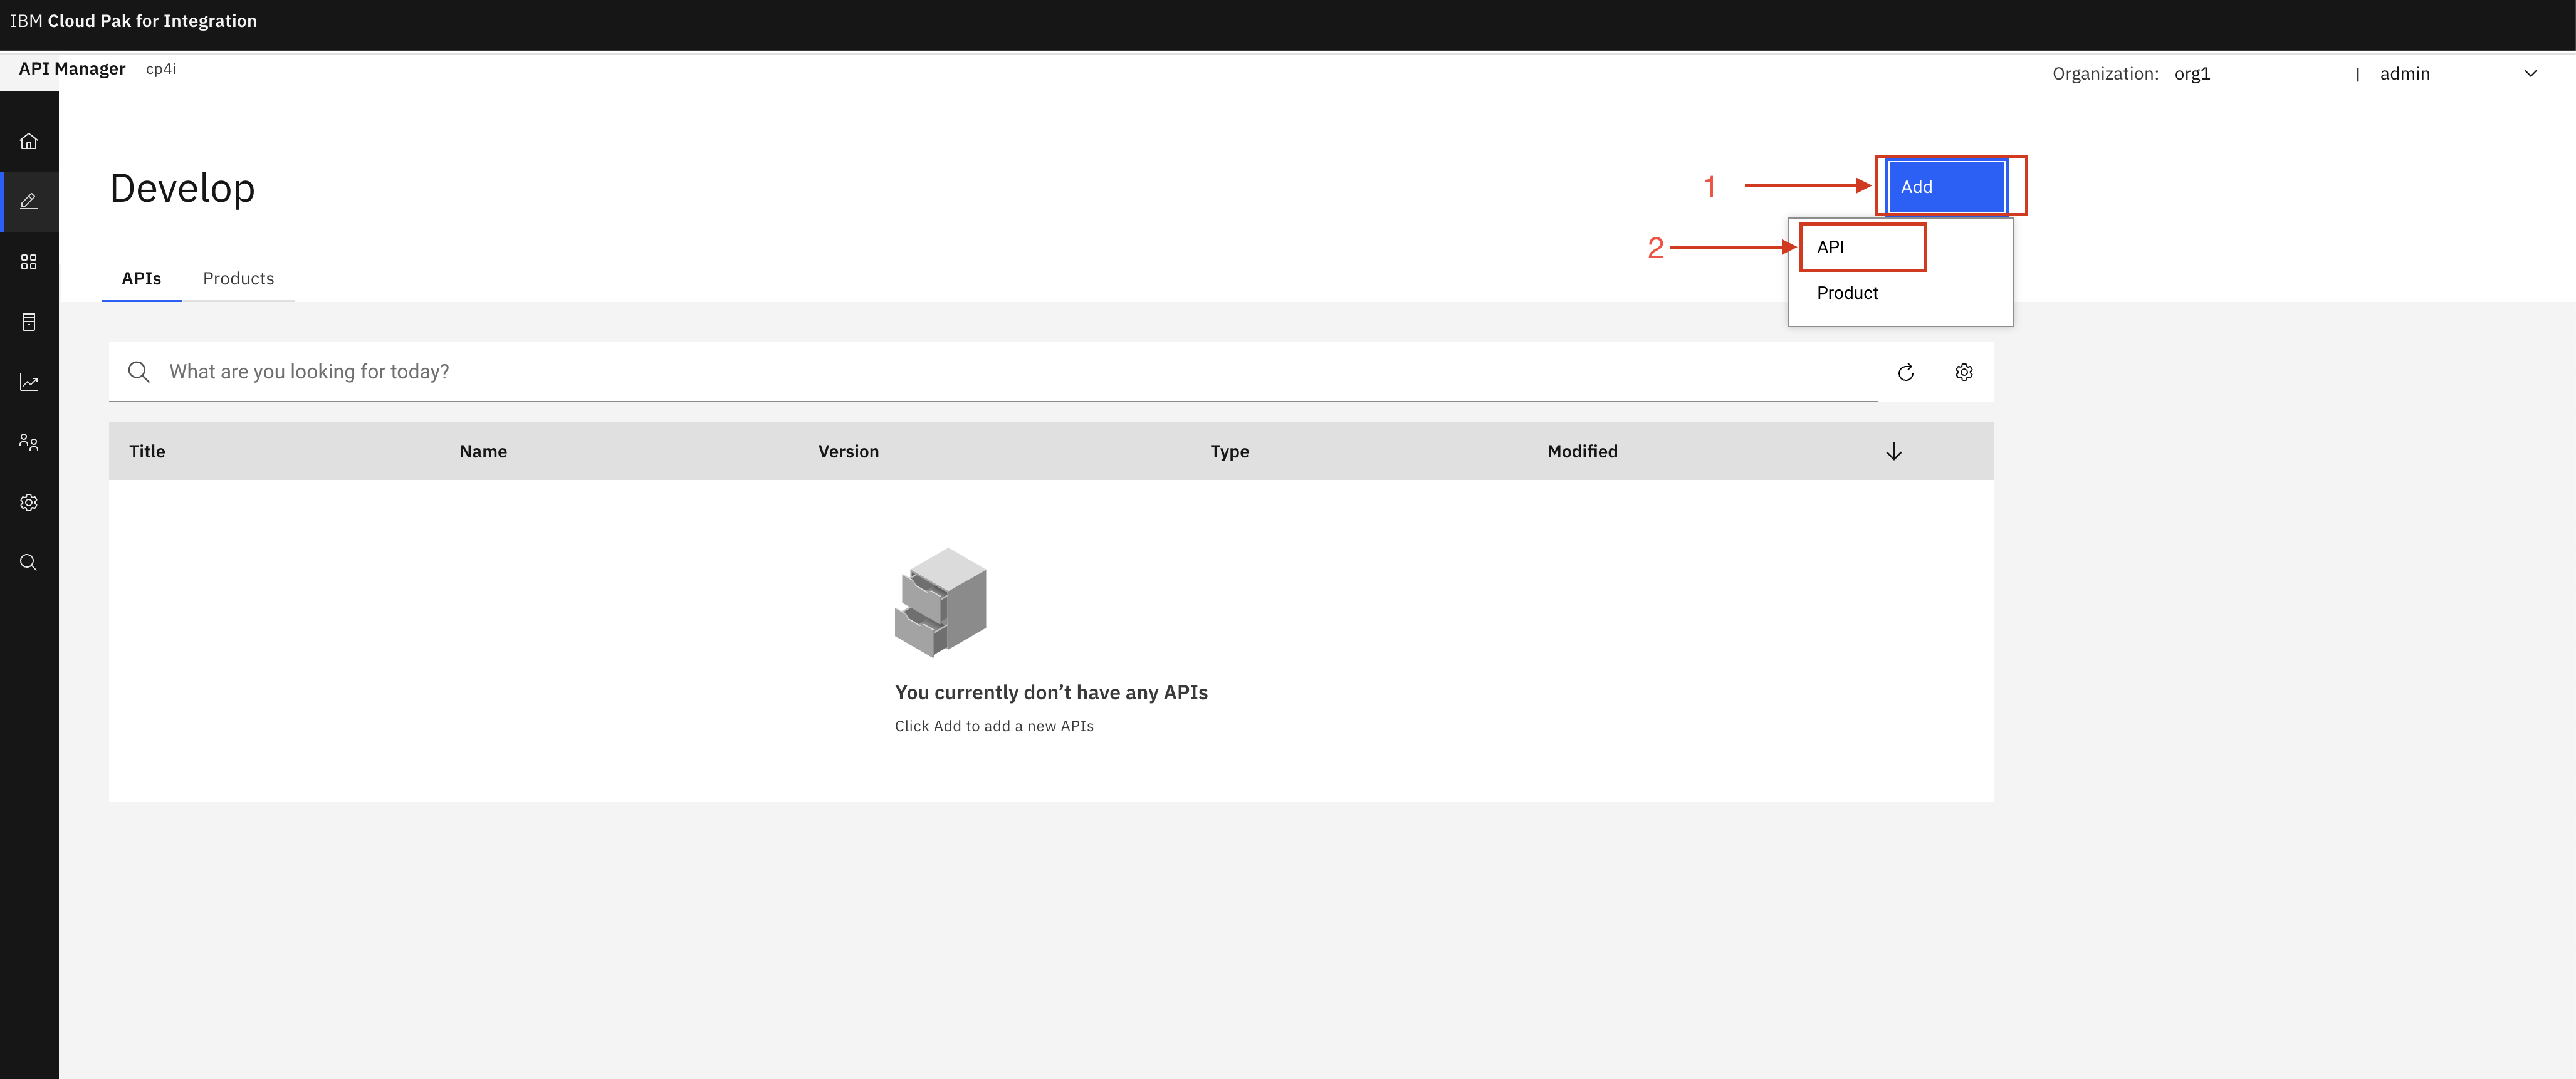 IBM Cloud Pak for Integration
API Manager cp4i
Organization: org1 | admin
Develop
1 Add
2 API
Product
APIs Products
What are you looking for today?
Title Name Version Type Modified
You currently don’t have any APIs
Click Add to add a new APIs